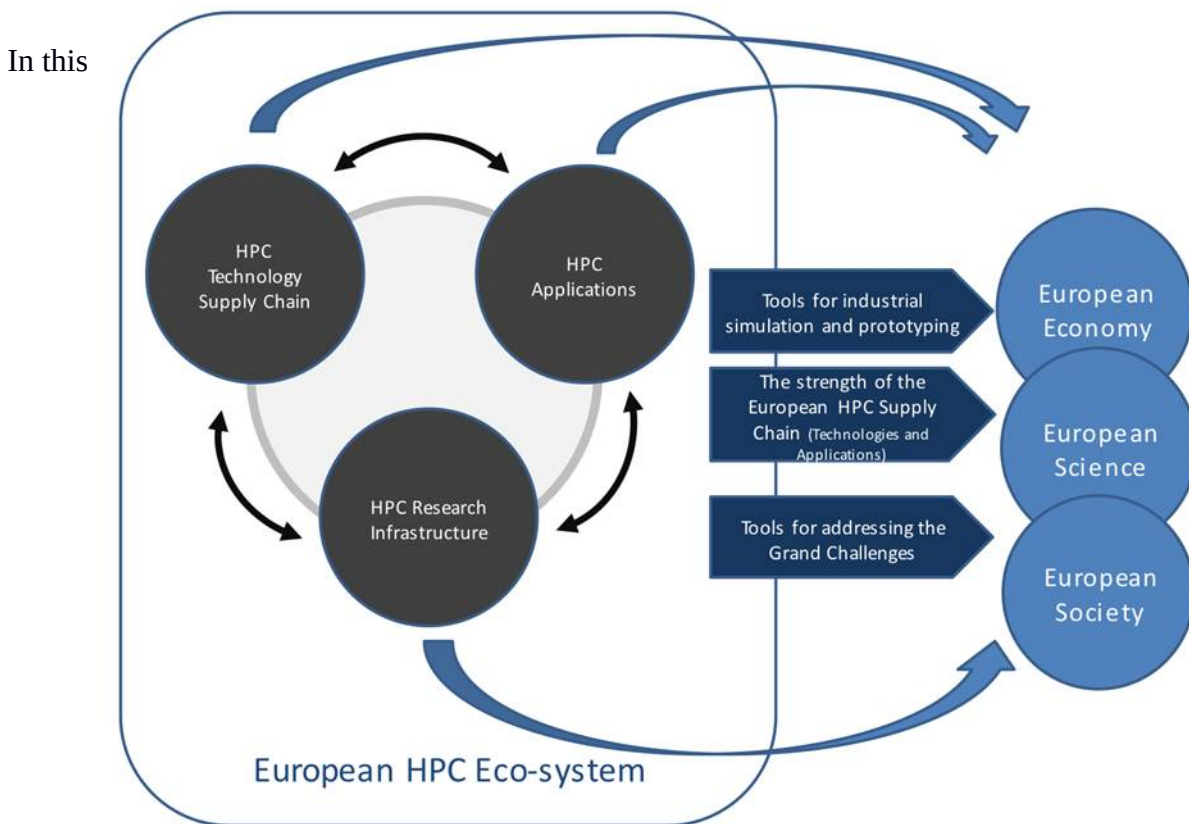 In this
HPC
Technology
Supply Chain
HPC
Applications
HPC Research
Infrastructure
Tools for industrial
simulation and prototyping
The strength of the
European HPC Supply
Chain (Technologies and
Applications)
Tools for addressing the
Grand Challenges
European
Economy
European
Science
European
Society
European HPC Eco-system